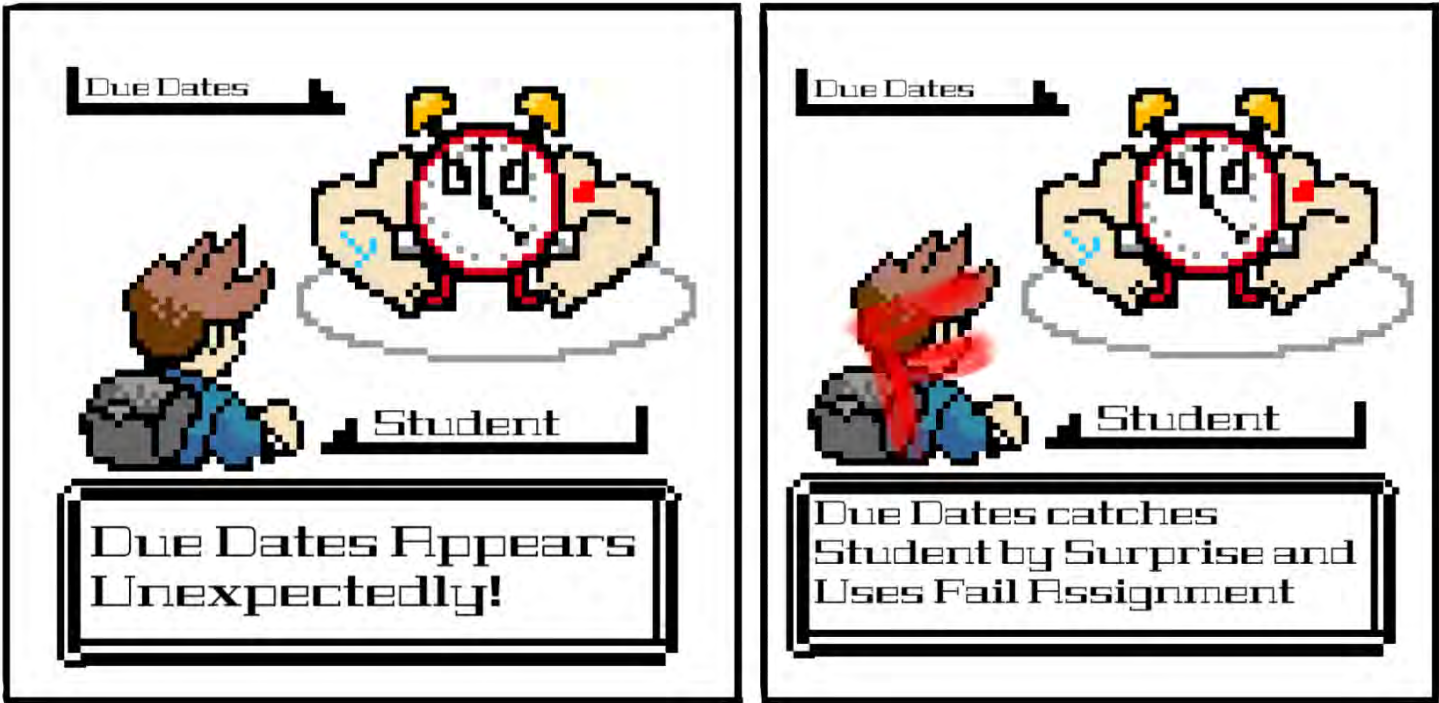 Due Dates
Student
Due Dates Appears
Unexpectedly!
Due Dates
Student
Due Dates catches
Student by Surprise and
Uses Fail Assignment